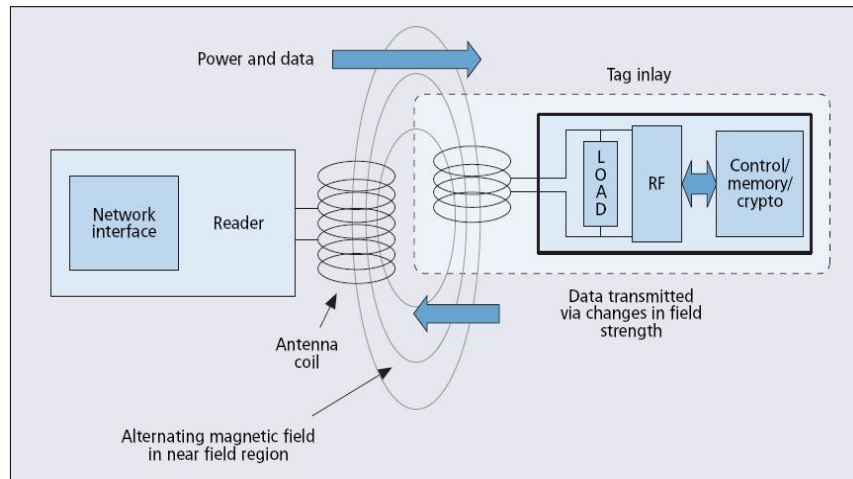 Power and data
Tag inlay
Network
interface
Reader
L
O
A
D
RF
Control/
memory/
crypto
Antenna
coil
Data transmitted
via changes in field
strength
Alternating magnetic field
in near field region